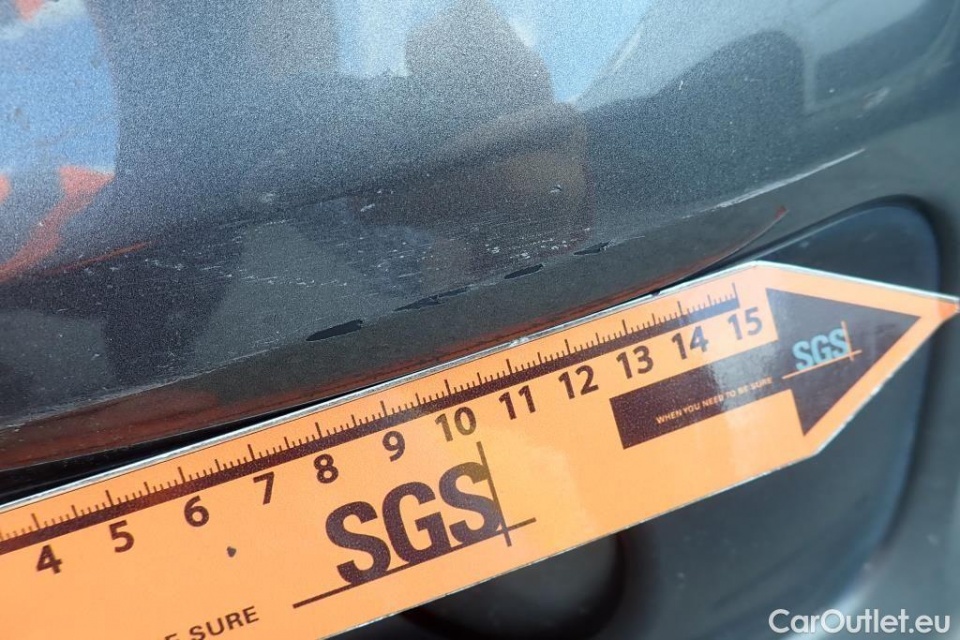 4 5 6 7 8 9 10 11 12 13 14 15
SGS
WHEN YOU NEED TO BE SURE
SGS
SURE
CarOutlet.eu